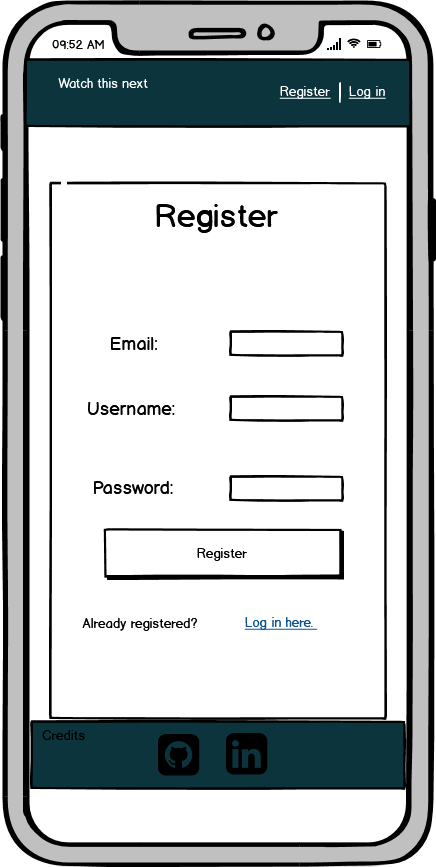 09:52 AM
Watch this next
Register | Log in
Register
Email:
Username:
Password:
Register
Already registered? Log in here.
Credits
in